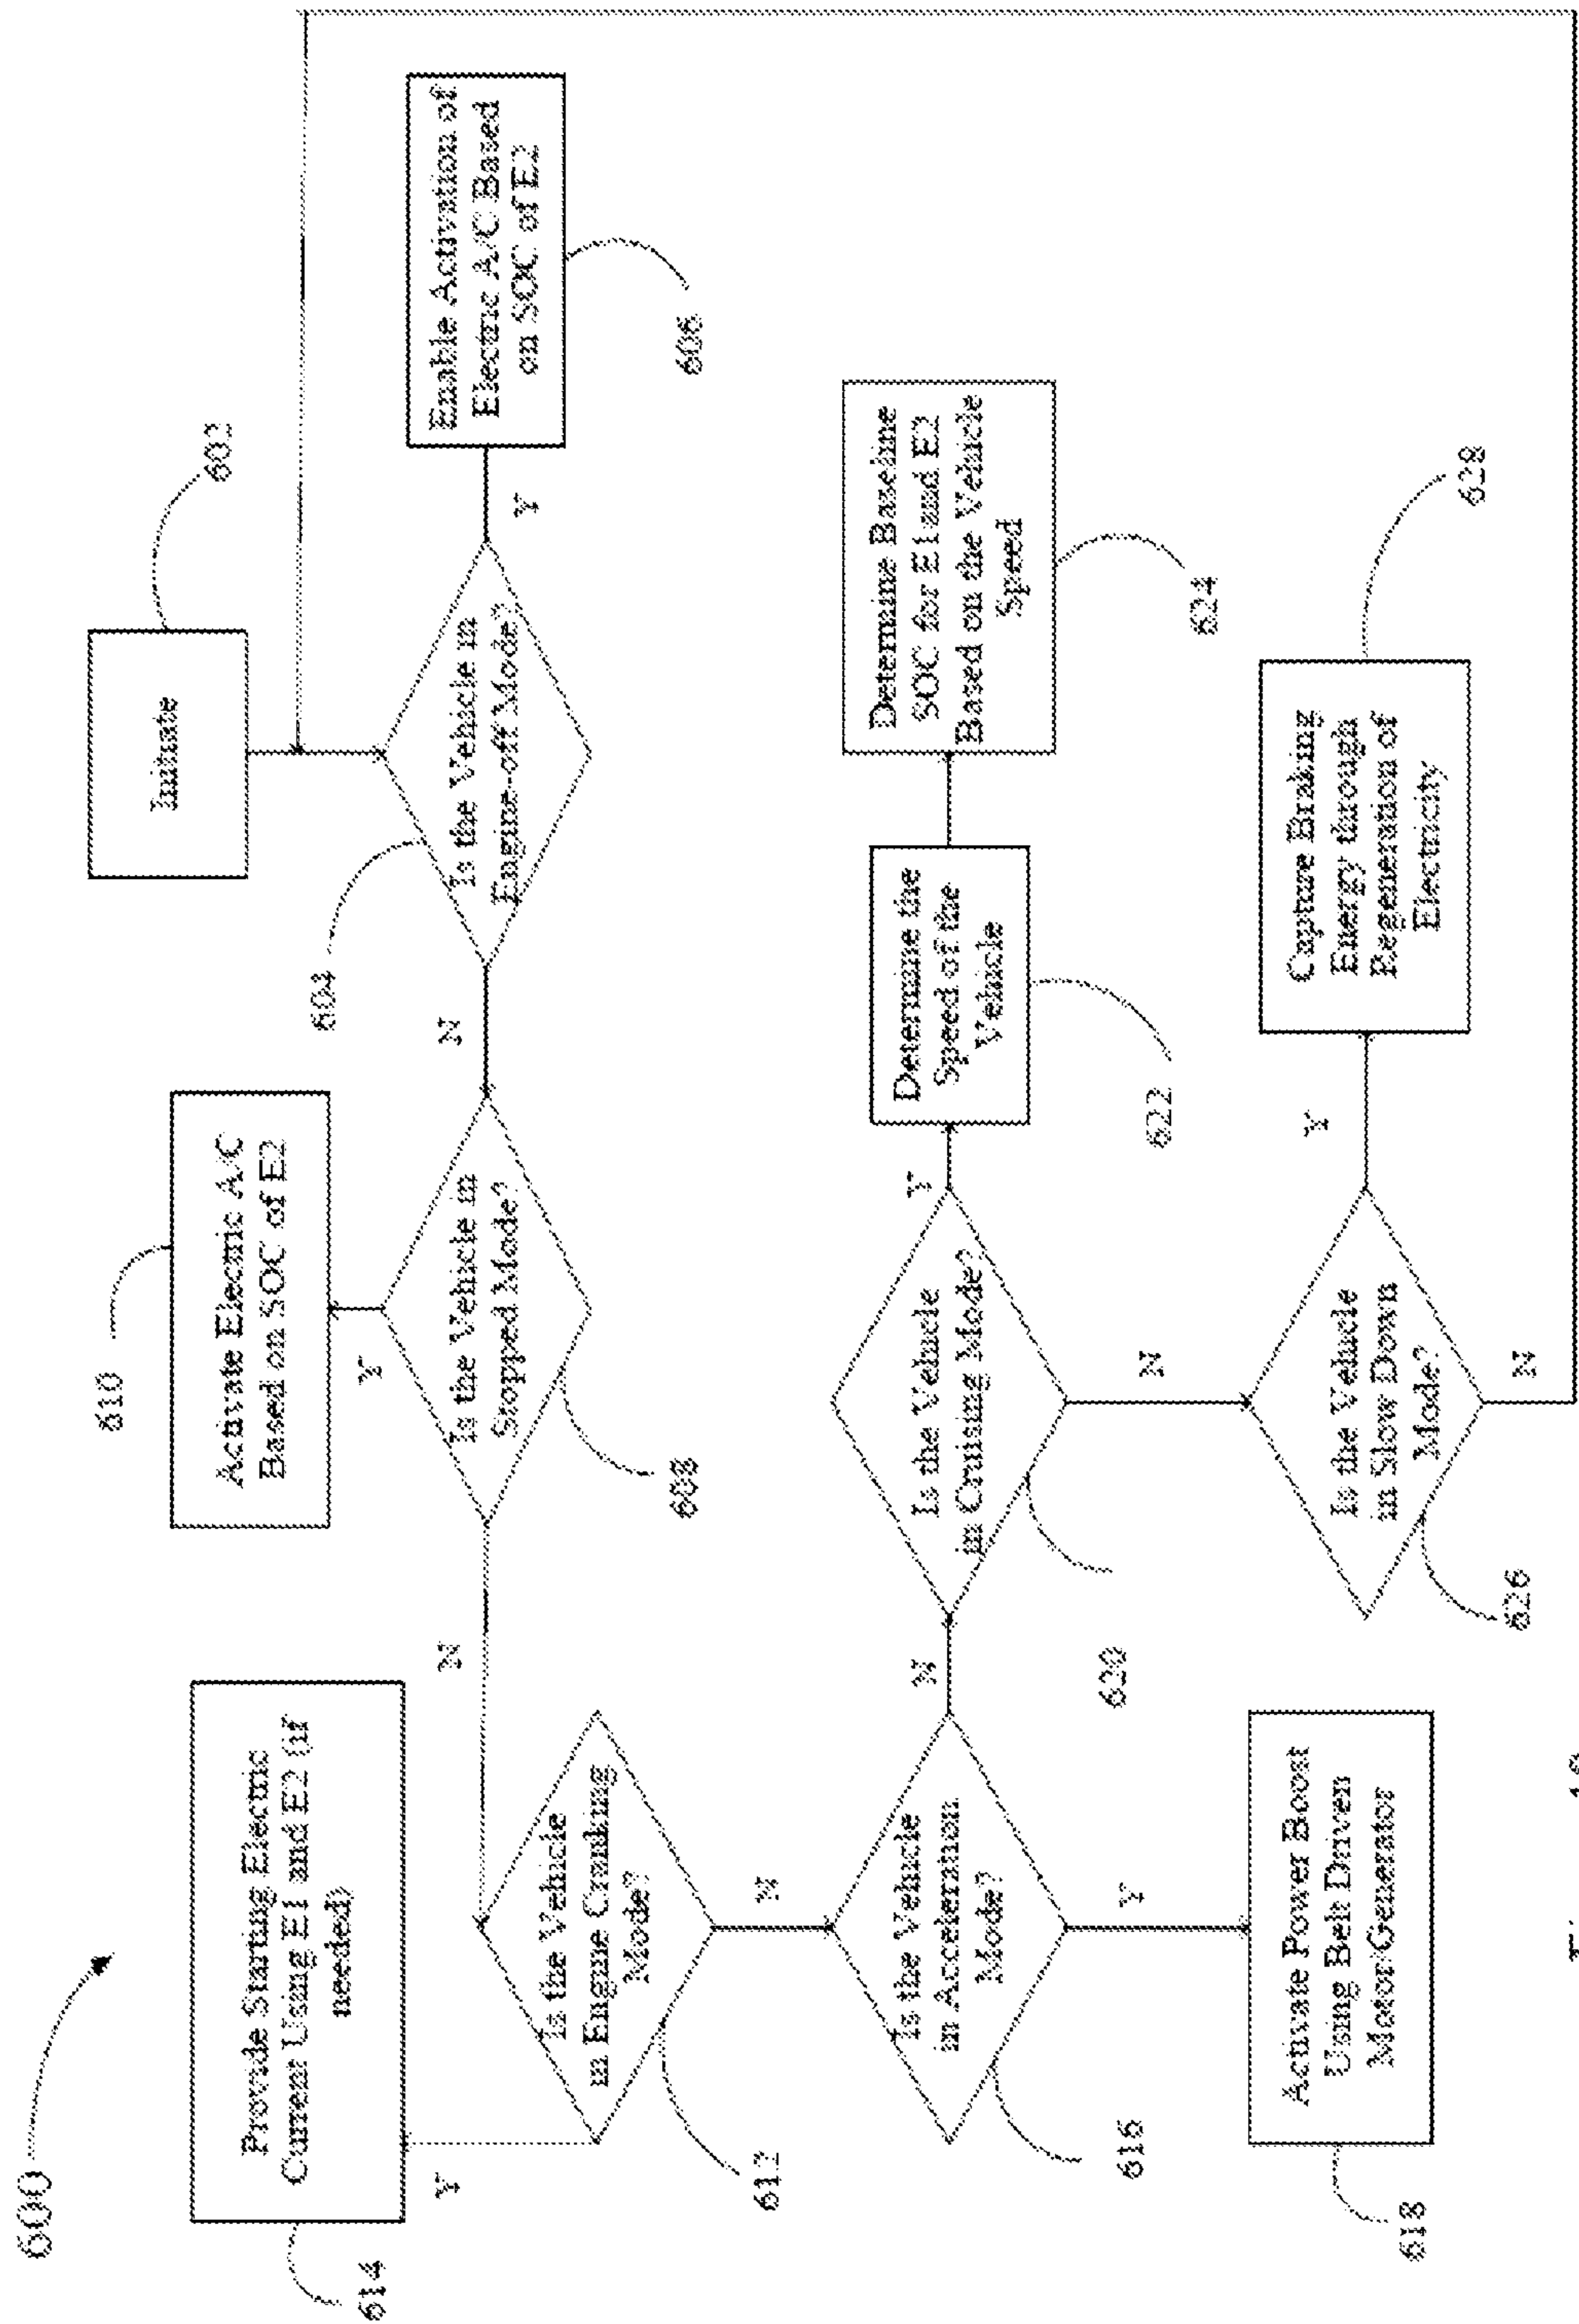 600
614
Provide Starting Electric
Current Using E1 and E2 (if
needed)
610
Activate Electric A/C
Based on SOC of E2
Initiate
602
N
Y
Is the Vehicle in
Stopped Mode?
608
N
604
Is the Vehicle in
Engine-off Mode?
Y
Enable Activation of
Electric A/C Based
on SOC of E2
606
Y
Is the Vehicle
in Engine Cranking
Mode?
612
N
Is the Vehicle
in Acceleration
Mode?
616
N
Is the Vehicle
in Cruising Mode?
620
Y
Determine the
Speed of the
Vehicle
622
Determine Baseline
SOC for E1and E2
Based on the Vehicle
Speed
624
Y
N
618
Activate Power Boost
Using Belt Driven
Motor/Generator
Is the Vehicle
in Slow Down
Mode?
626
Y
N
Capture Braking
Energy through
Regeneration of
Electricity
628